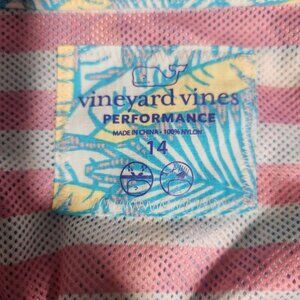 vineyard vines
PERFORMANCE
MADE IN CHINA • 100% NYLON
14